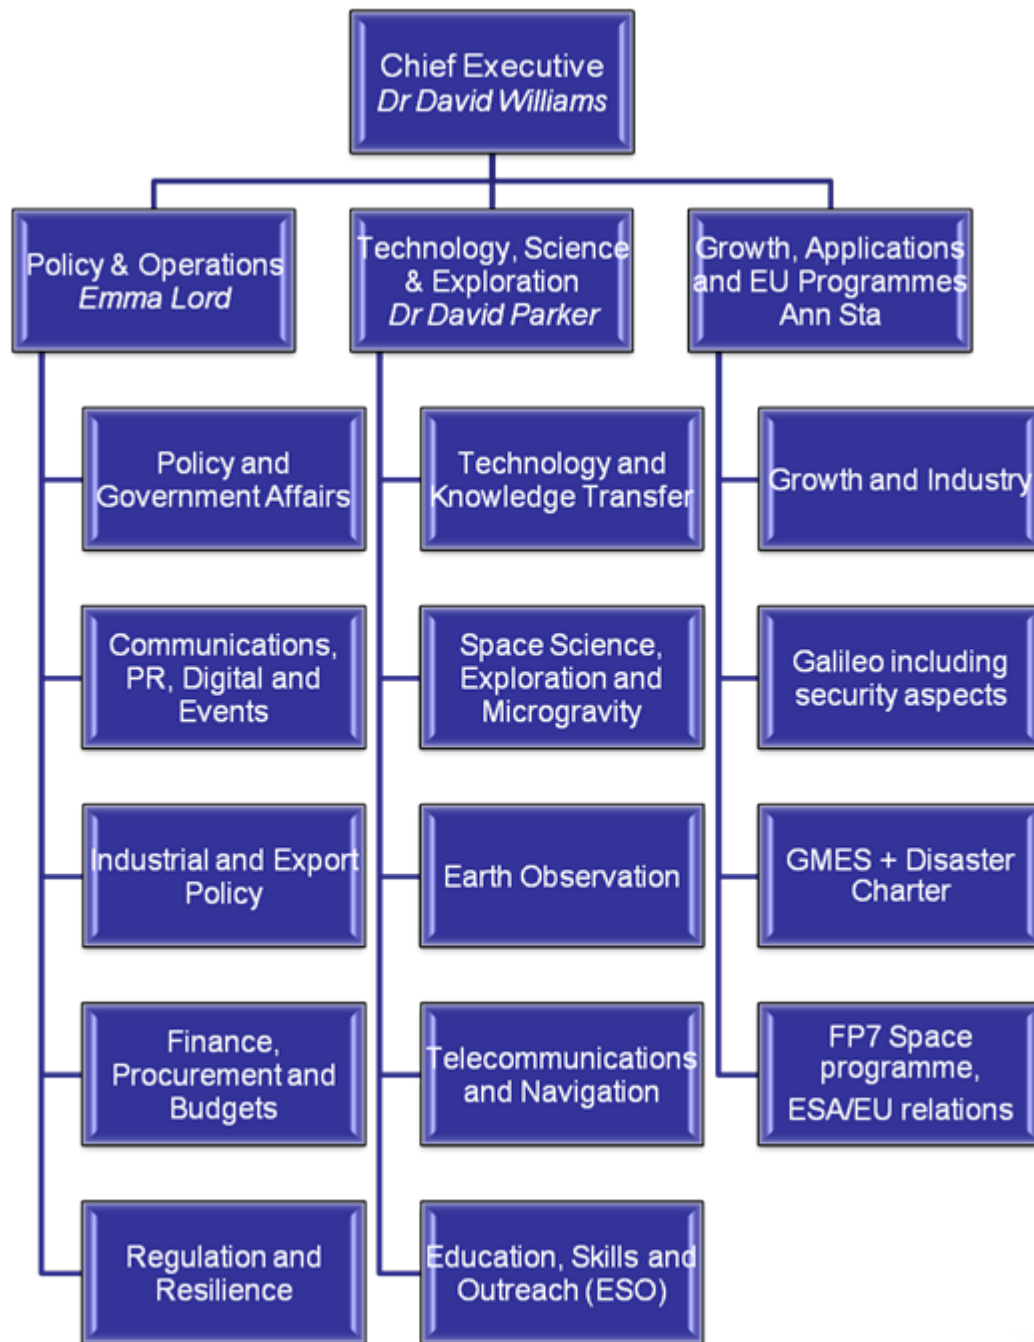 Chief Executive
Dr David Williams
Policy & Operations
Emma Lord
Technology, Science
& Exploration
Dr David Parker
Growth, Applications
and EU Programmes
Ann Sta
Policy and
Government Affairs
Communications,
PR, Digital and
Events
Industrial and Export
Policy
Finance,
Procurement and
Budgets
Regulation and
Resilience
Technology and
Knowledge Transfer
Space Science,
Exploration and
Microgravity
Earth Observation
Telecommunications
and Navigation
Education, Skills and
Outreach (ESO)
Growth and Industry
Galileo including
security aspects
GMES + Disaster
Charter
FP7 Space
programme,
ESA/EU relations